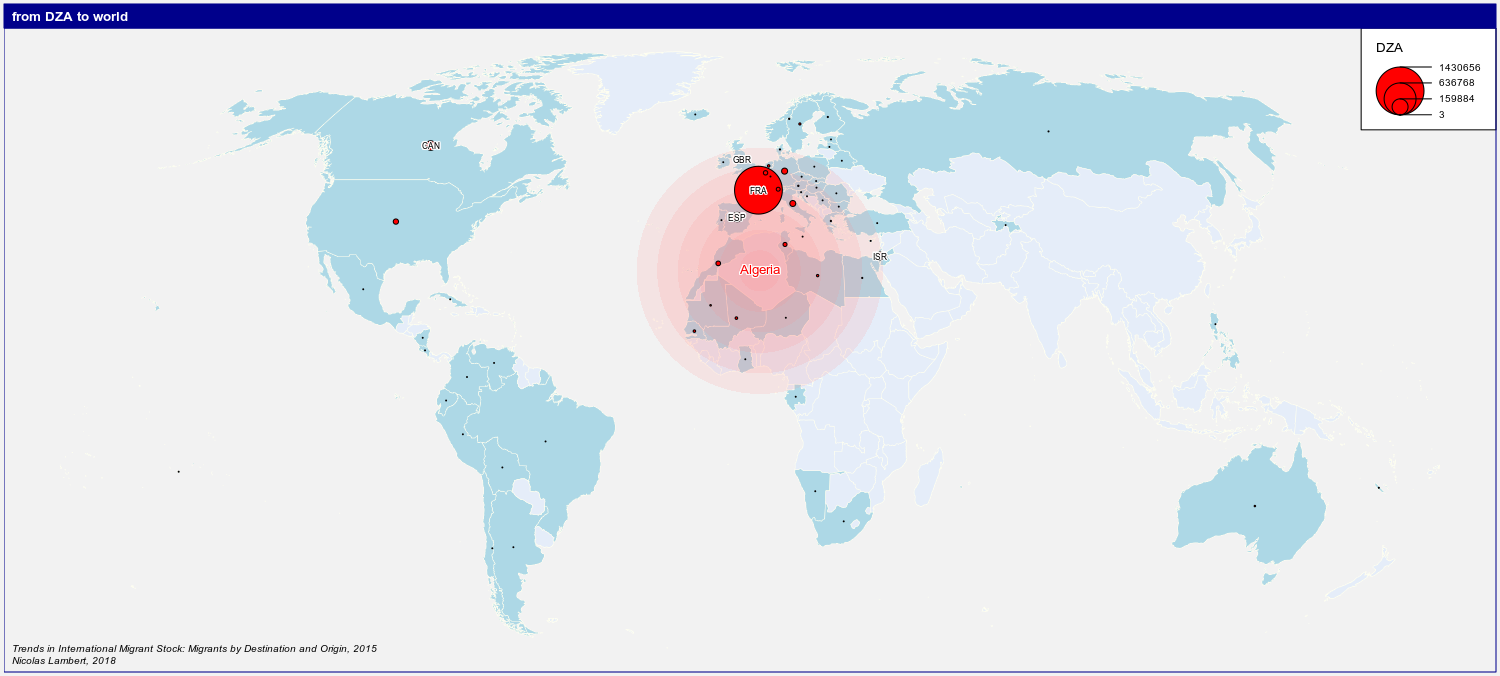 from DZA to world
DZA
1430656
636768
159884
3
CAN
GBR
FRA
ESP
ISR
Algeria
Trends in International Migrant Stock: Migrants by Destination and Origin, 2015
Nicolas Lambert, 2018